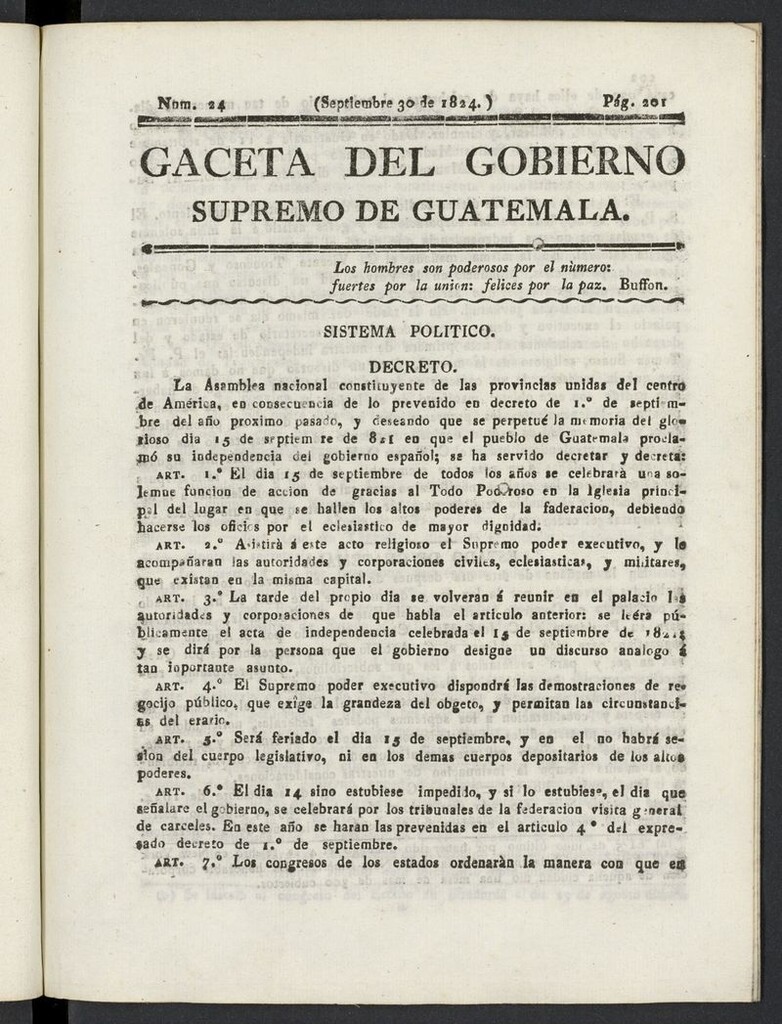 Num. 24 (Septiembre 30 de 1824.) Pág. 201
GACETA DEL GOBIERNO
SUPREMO DE GUATEMALA.
Los hombres son poderosos por el nùmero:
fuertes por la union: felices por la paz. Buffon.
SISTEMA POLITICO.
DECRETO.
La Asamblea nacional constituyente de las provincias unidas del centro
de América, en consecuencia de lo prevenido en decreto de 1.º de septiem-
bre del año proximo pasado, y deseando que se perpetué la memoria del glo-
rioso dia 15 de septiem re de 821 en que el pueblo de Guatemala procla-
mó su independencia del gobierno español; se ha servido decretar y decreta:
ART. 1.º El dia 15 de septiembre de todos los años se celebrarà una so-
lemne funcion de accion de gracias al Todo Poderoso en la Iglesia princi-
pal del lugar en que se hallen los altos poderes de la faderacion, debiendo
hacerse los oficios por el eclesiastico de mayor dignidad.
ART. 2.º Asistirà á este acto religioso el Supremo poder executivo, y le
acompañaran las autoridades y corporaciones civiles, eclesiasticas, y militares,
que existan en la misma capital.
ART. 3.º La tarde del propio dia se volveran á reunir en el palacio las
autoridades y corporaciones de que habla el articulo anterior: se leérá pú-
blicamente el acta de independencia celebrada el 15 de septiembre de
y se dirá por la persona que el gobierno designe un discurso analogo á
tan inportante asunto.
ART. 4.º El Supremo poder executivo dispondrá las demostraciones de re-
gocijo público, que exîge la grandeza del obgeto, y permitan las circunstanci-
as del erario.
ART. 5.º Será feriado el dia 15 de septiembre, y en el no habrá se-
sion del cuerpo legislativo, ni en los demas cuerpos depositarios de los altos
poderes.
ART. 6.º El dia 14 sino estubiese impedido, y si lo estubiese, el dia que
señalare el gobierno, se celebrará por los tribunales de la federacion visita general
de carceles. En este año se haran las prevenidas en el articulo 4º del expre-
sado decreto de 1.º de septiembre.
ART. 7.º Los congresos de los estados ordenaràn la manera con que en